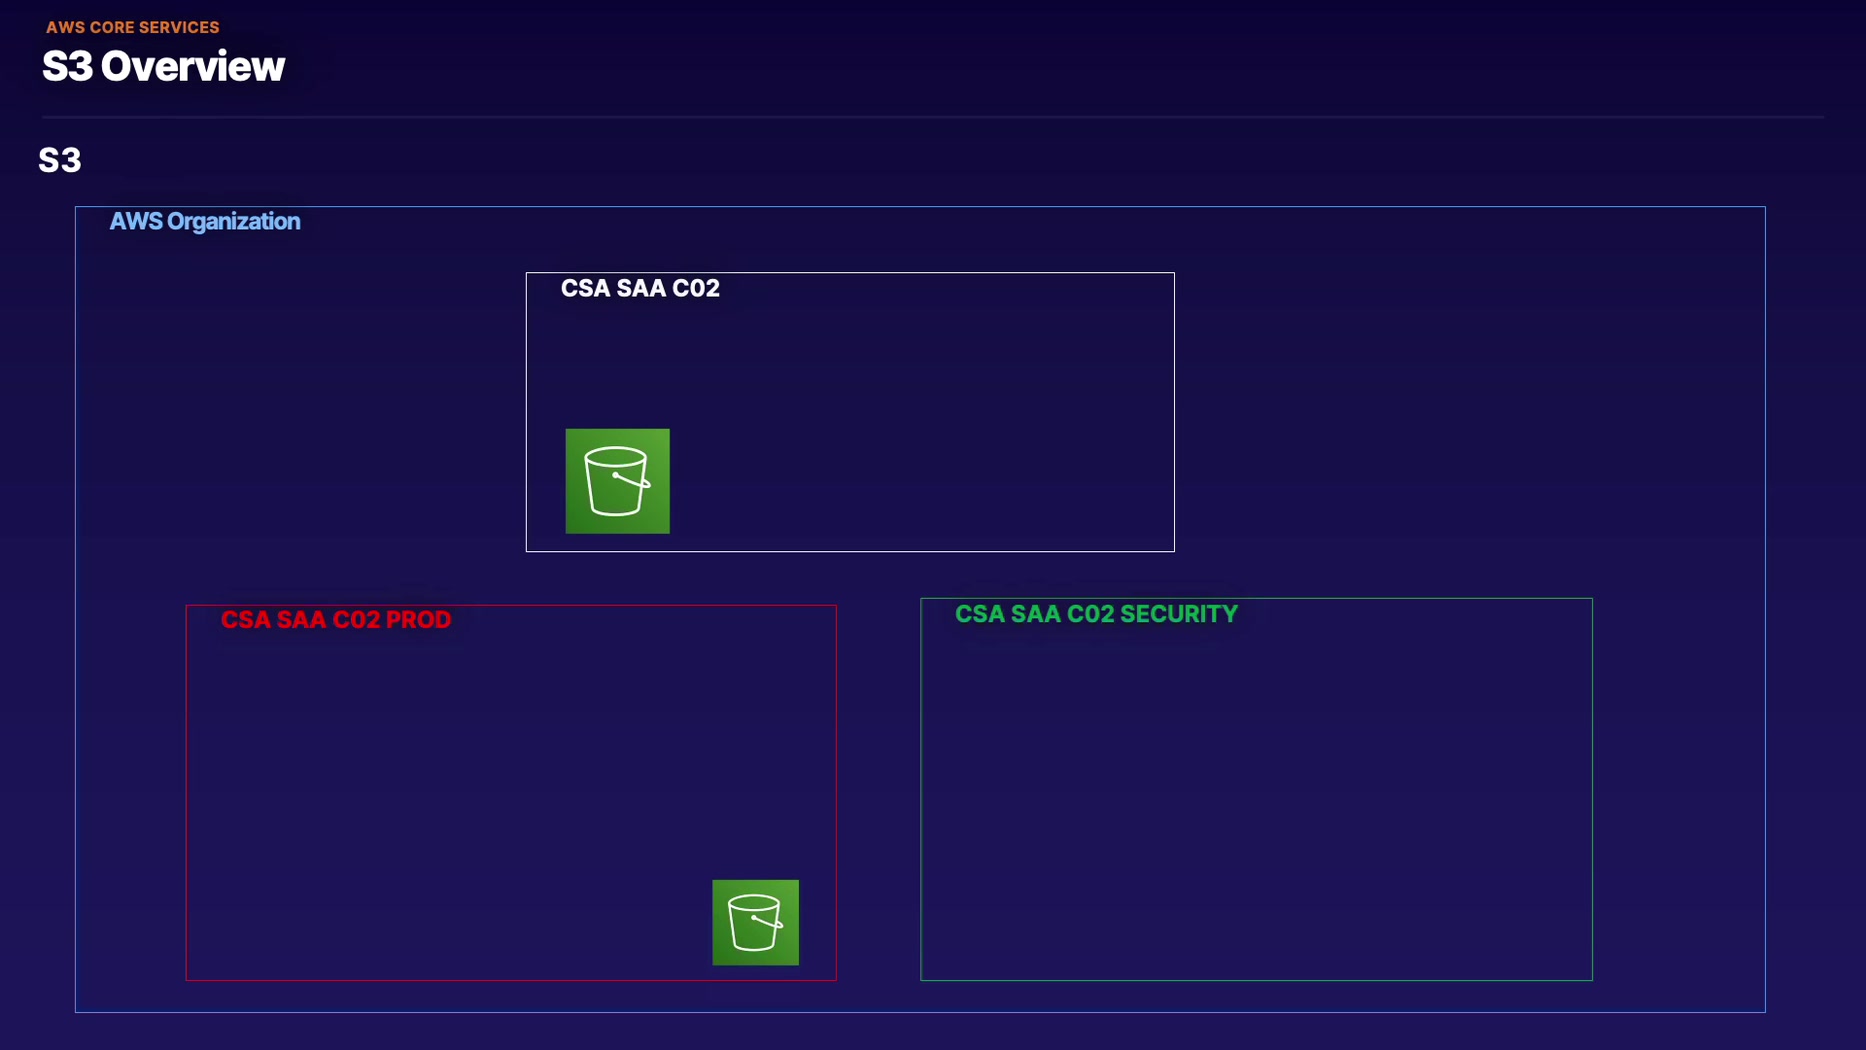 AWS CORE SERVICES
S3 Overview
S3
AWS Organization
CSA SAA C02
CSA SAA C02 PROD
CSA SAA C02 SECURITY